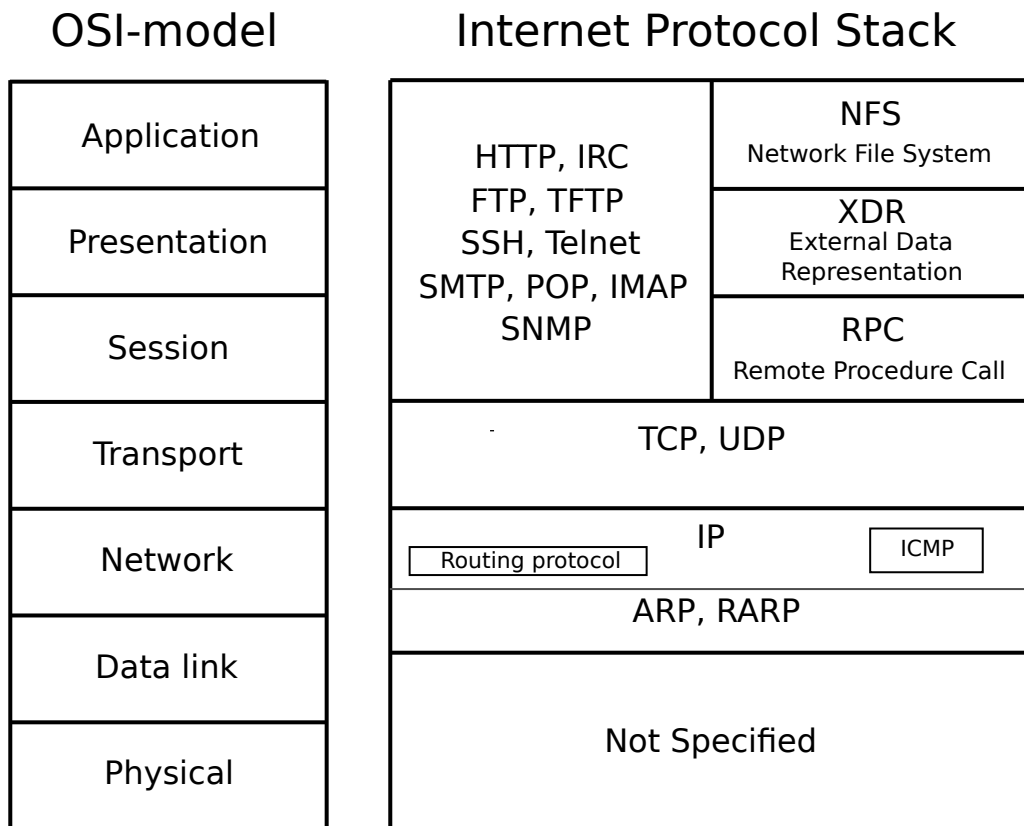 OSI-model
Internet Protocol Stack
Application
Presentation
Session
Transport
Network
Data link
Physical
HTTP, IRC
FTP, TFTP
SSH, Telnet
SMTP, POP, IMAP
SNMP
NFS
Network File System
XDR
External Data
Representation
RPC
Remote Procedure Call
-
TCP, UDP
IP
Routing protocol
ICMP
ARP, RARP
Not Specified